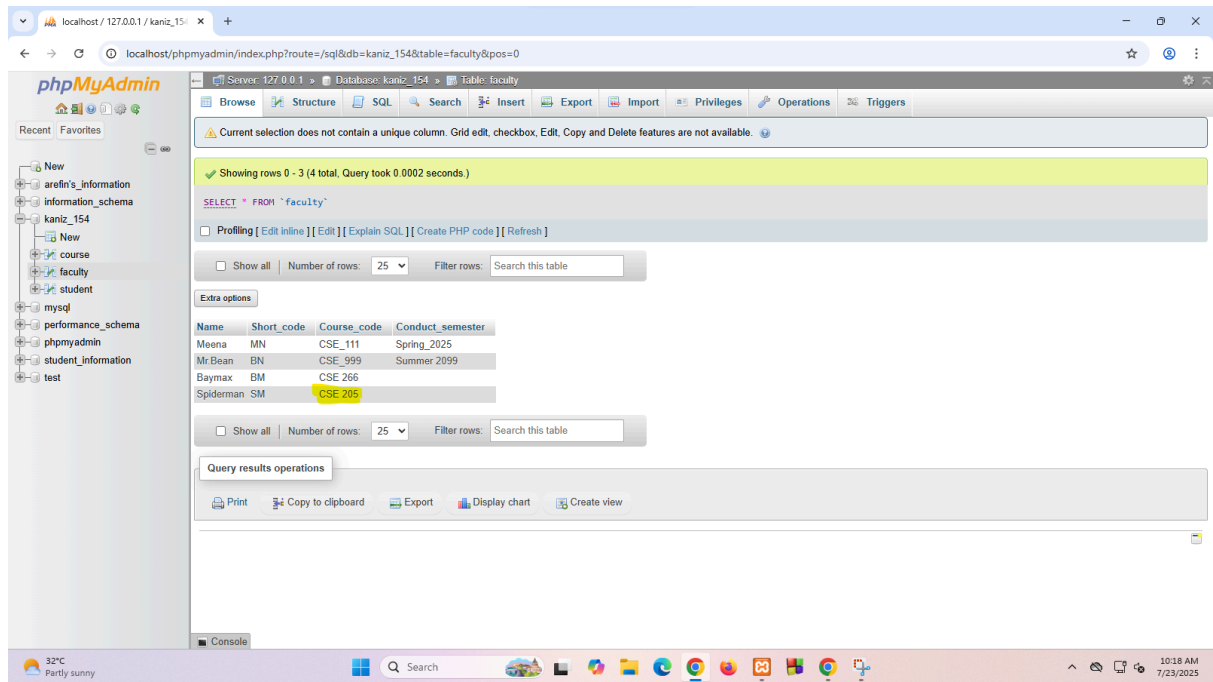 localhost / 127.0.0.1 / kaniz_154
localhost/phpmyadmin/index.php?route=/sql&db=kaniz_154&table=faculty&pos=0
phpMyAdmin
Recent Favorites
New
arefin's_information
information_schema
kaniz_154
New
course
faculty
student
mysql
performance_schema
phpmyadmin
student_information
test
Server: 127.0.0.1 » Database: kaniz_154 » Table: faculty
Browse Structure SQL Search Insert Export Import Privileges Operations Triggers
Current selection does not contain a unique column. Grid edit, checkbox, Edit, Copy and Delete features are not available.
Showing rows 0 - 3 (4 total, Query took 0.0002 seconds.)
SELECT * FROM `faculty`
Profiling [ Edit inline ] [ Edit ] [ Explain SQL ] [ Create PHP code ] [ Refresh ]
Show all Number of rows: 25 Filter rows: Search this table
Extra options
Name Short_code Course_code Conduct_semester
Meena MN CSE_111 Spring_2025
Mr.Bean BN CSE_999 Summer 2099
Baymax BM CSE 266
Spiderman SM CSE 205
Show all Number of rows: 25 Filter rows: Search this table
Query results operations
Print Copy to clipboard Export Display chart Create view
Console
32°C
Partly sunny
Search
10:18 AM
7/23/2025